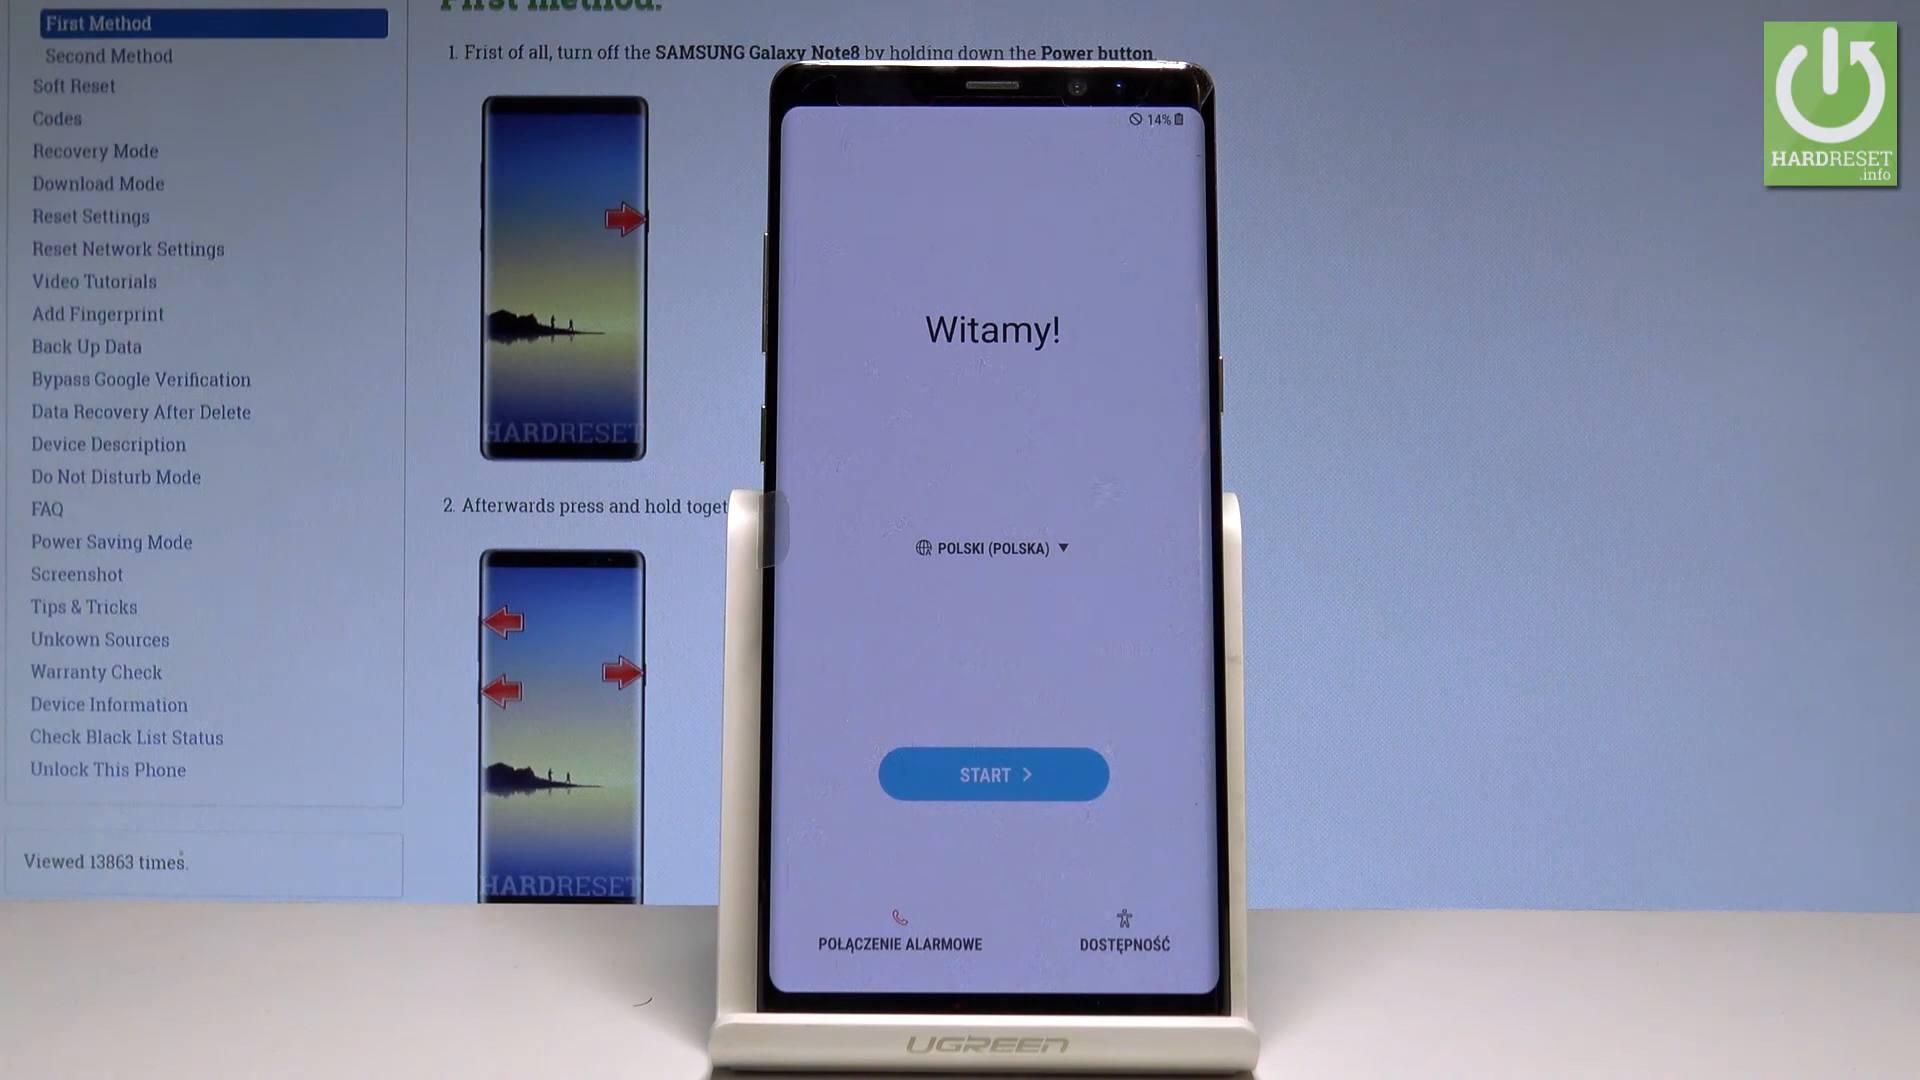 First Method
Second Method
Soft Reset
Codes
Recovery Mode
Download Mode
Reset Settings
Reset Network Settings
Video Tutorials
Add Fingerprint
Back Up Data
Bypass Google Verification
Data Recovery After Delete
Device Description
Do Not Disturb Mode
FAQ
Power Saving Mode
Screenshot
Tips & Tricks
Unkown Sources
Warranty Check
Device Information
Check Black List Status
Unlock This Phone
Viewed 13863 times.
First method:
1. Frist of all, turn off the SAMSUNG Galaxy Note8 by holding down the Power button.
HARDRESET
2. Afterwards press and hold toget
HARDRESET
14%
Witamy!
POLSKI (POLSKA)
START
POŁĄCZENIE ALARMOWE
DOSTĘPNOŚĆ
UGREEN
HARDRESET
.info